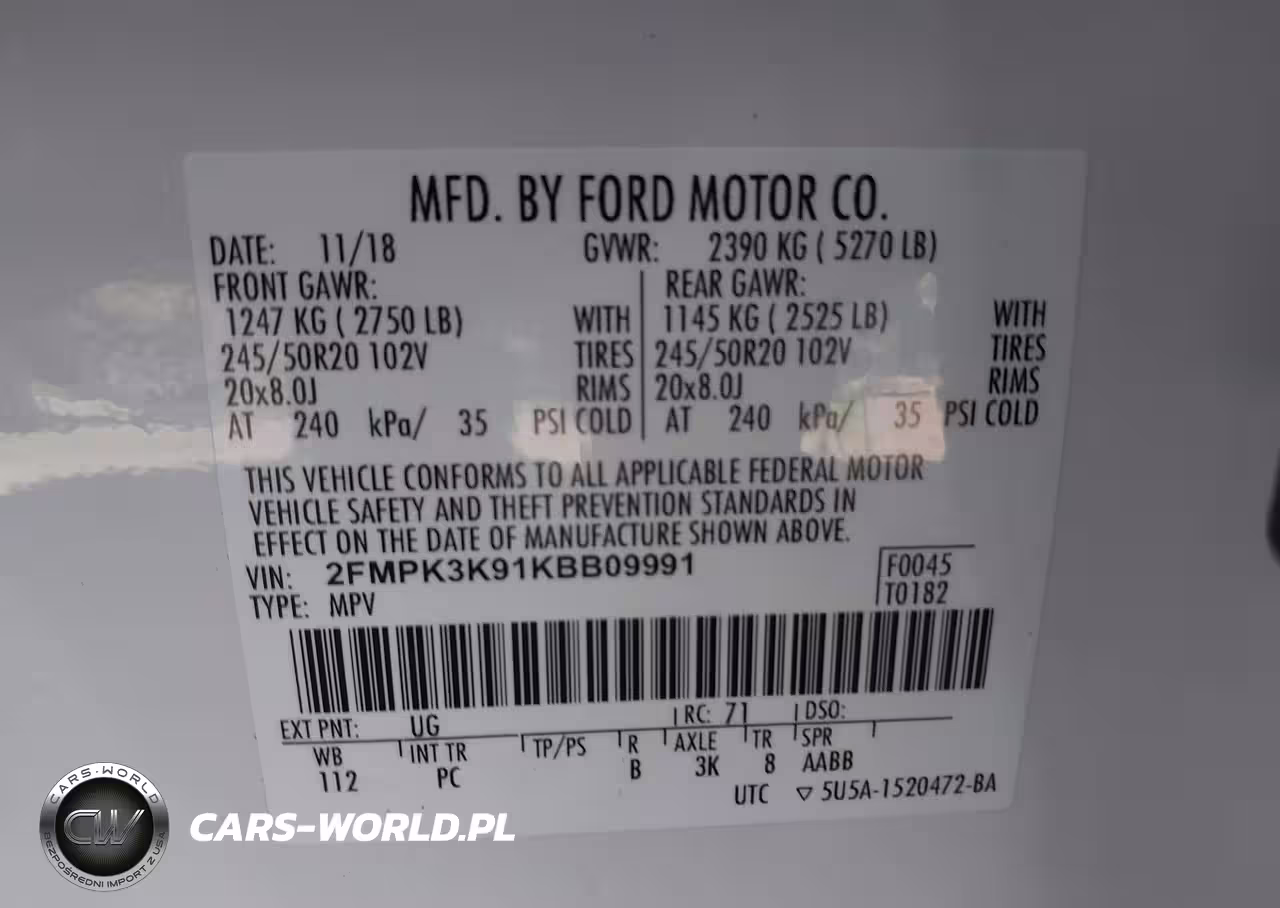 MFD. BY FORD MOTOR CO.
DATE: 11/18 GVWR: 2390 KG ( 5270 LB)
FRONT GAWR: REAR GAWR:
1247 KG ( 2750 LB) WITH 1145 KG ( 2525 LB) WITH
245/50R20 102V TIRES 245/50R20 102V TIRES
20x8.0J RIMS 20x8.0J RIMS
AT 240 kPa/ 35 PSI COLD AT 240 kPa/ 35 PSI COLD
THIS VEHICLE CONFORMS TO ALL APPLICABLE FEDERAL MOTOR
VEHICLE SAFETY AND THEFT PREVENTION STANDARDS IN
EFFECT ON THE DATE OF MANUFACTURE SHOWN ABOVE.
VIN: 2FMPK3K91KBB09991 F0045
TYPE: MPV T0182
EXT PNT: UG RC: 71 DSO:
WB INT TR TP/PS R AXLE TR SPR
112 PC B 3K 8 AABB
UTC ▽ 5U5A-1520472-BA
CARS-WORLD
CW
BEZPOŚREDNI IMPORT Z USA
CARS-WORLD.PL